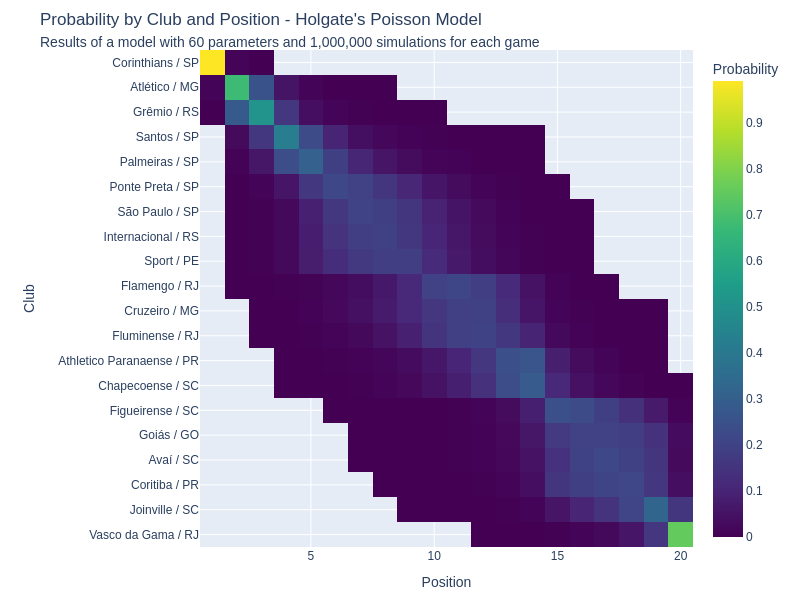 Probability by Club and Position - Holgate's Poisson Model
Results of a model with 60 parameters and 1,000,000 simulations for each game
Probability
Corinthians / SP
Atlético / MG
Grêmio / RS
Santos / SP
Palmeiras / SP
Ponte Preta / SP
São Paulo / SP
Internacional / RS
Sport / PE
Flamengo / RJ
Cruzeiro / MG
Fluminense / RJ
Athletico Paranaense / PR
Chapecoense / SC
Figueirense / SC
Goiás / GO
Avaí / SC
Coritiba / PR
Joinville / SC
Vasco da Gama / RJ
Club
5
10
15
20
Position
0.9
0.8
0.7
0.6
0.5
0.4
0.3
0.2
0.1
0